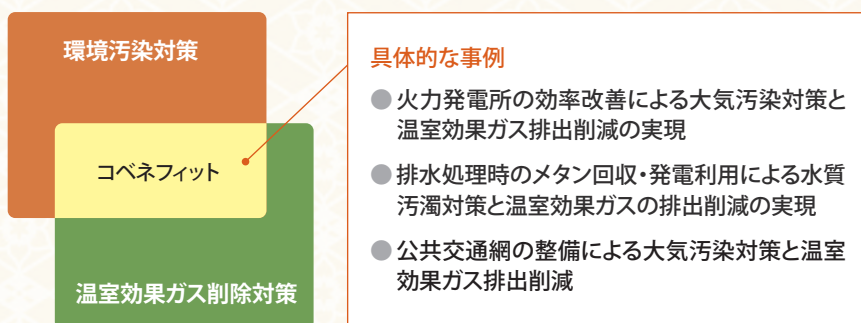 環境汚染対策
コベネフィット
温室効果ガス削除対策
具体的な事例
●火力発電所の効率改善による大気汚染対策と
温室効果ガス排出削減の実現
●排水処理時のメタン回収・発電利用による水質
汚濁対策と温室効果ガスの排出削減の実現
●公共交通網の整備による大気汚染対策と温室
効果ガス排出削減